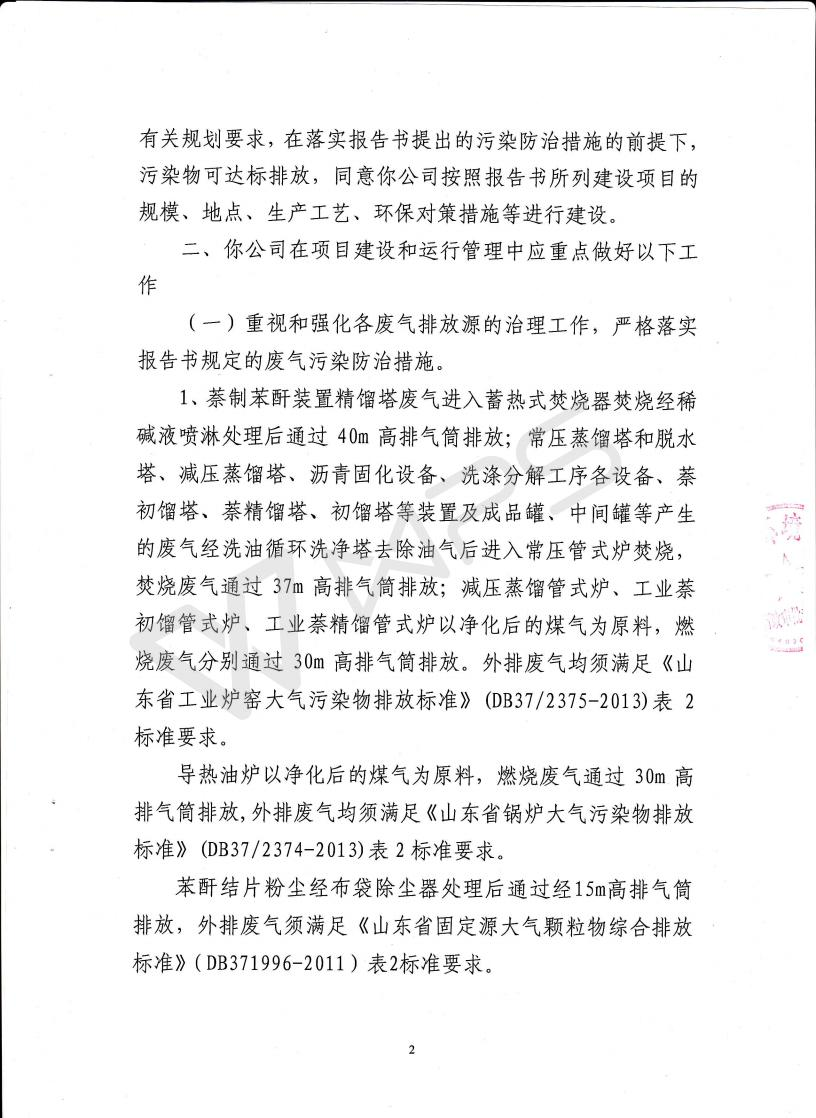 有关规划要求，在落实报告书提出的污染防治措施的前提下，
污染物可达标排放，同意你公司按照报告书所列建设项目的
规模、地点、生产工艺、环保对策措施等进行建设。
二、你公司在项目建设和运行管理中应重点做好以下工
作
（一）重视和强化各废气排放源的治理工作，严格落实
报告书规定的废气污染防治措施。
1、萘制苯酐装置精馏塔废气进入蓄热式焚烧器焚烧经稀
碱液喷淋处理后通过 40m 高排气筒排放；常压蒸馏塔和脱水
塔、减压蒸馏塔、沥青固化设备、洗涤分解工序各设备、萘
初馏塔、萘精馏塔、初馏塔等装置及成品罐、中间罐等产生
的废气经洗油循环洗净塔去除油气后进入常压管式炉焚烧，
焚烧废气通过 37m 高排气筒排放；减压蒸馏管式炉、工业萘
初馏管式炉、工业萘精馏管式炉以净化后的煤气为原料，燃
烧废气分别通过 30m 高排气筒排放。外排废气均须满足《山
东省工业炉窑大气污染物排放标准》(DB37/2375-2013)表 2
标准要求。
导热油炉以净化后的煤气为原料，燃烧废气通过 30m 高
排气筒排放,外排废气均须满足《山东省锅炉大气污染物排放
标准》(DB37/2374-2013)表 2 标准要求。
苯酐结片粉尘经布袋除尘器处理后通过经15m高排气筒
排放，外排废气须满足《山东省固定源大气颗粒物综合排放
标准》（DB371996-2011）表2标准要求。
WPS
境
2